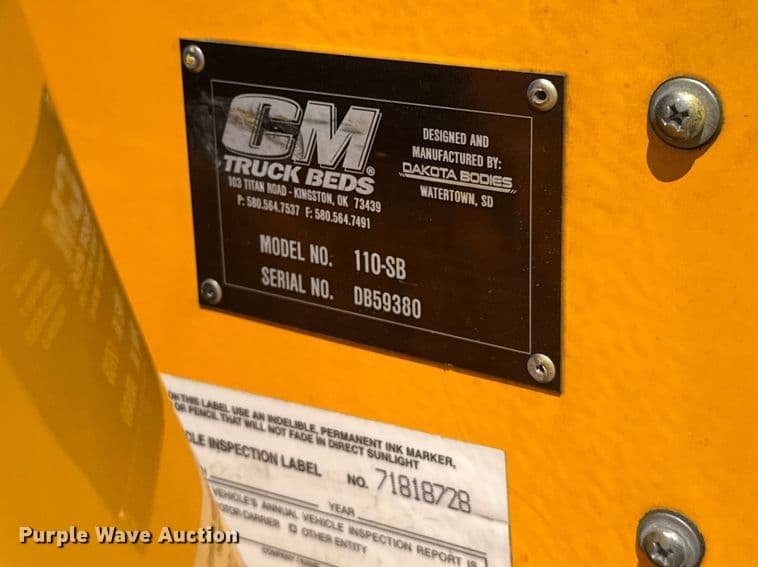 CM®
TRUCK BEDS
103 TITAN ROAD - KINGSTON, OK 73439
P: 580.564.7537 F: 580.564.7491
DESIGNED AND
MANUFACTURED BY:
DAKOTA BODIES
WATERTOWN, SD
MODEL NO. 110-SB
SERIAL NO. DB59380
ON THIS LABEL USE AN INDELIBLE, PERMANENT INK MARKER,
OR PENCIL THAT WILL NOT FADE IN DIRECT SUNLIGHT
CLE INSPECTION LABEL NO. 71818728
YEAR
VEHICLE'S ANNUAL VEHICLE INSPECTION REPORT IS
TOR CARRIER OTHER ENTITY
Purple Wave Auction